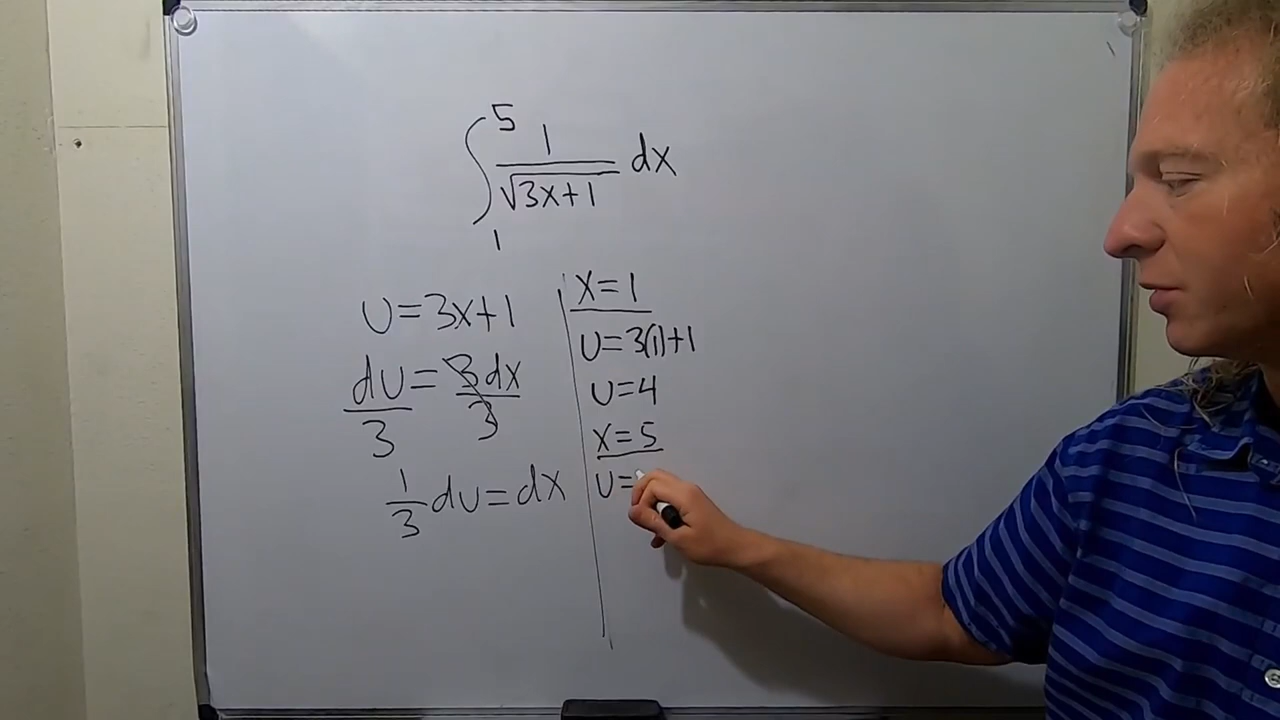 ∫₁⁵ 1/√(3x+1) dx
U=3x+1
du/3 = 3dx/3
1/3 du=dx
X=1
U=3(1)+1
U=4
X=5
U=